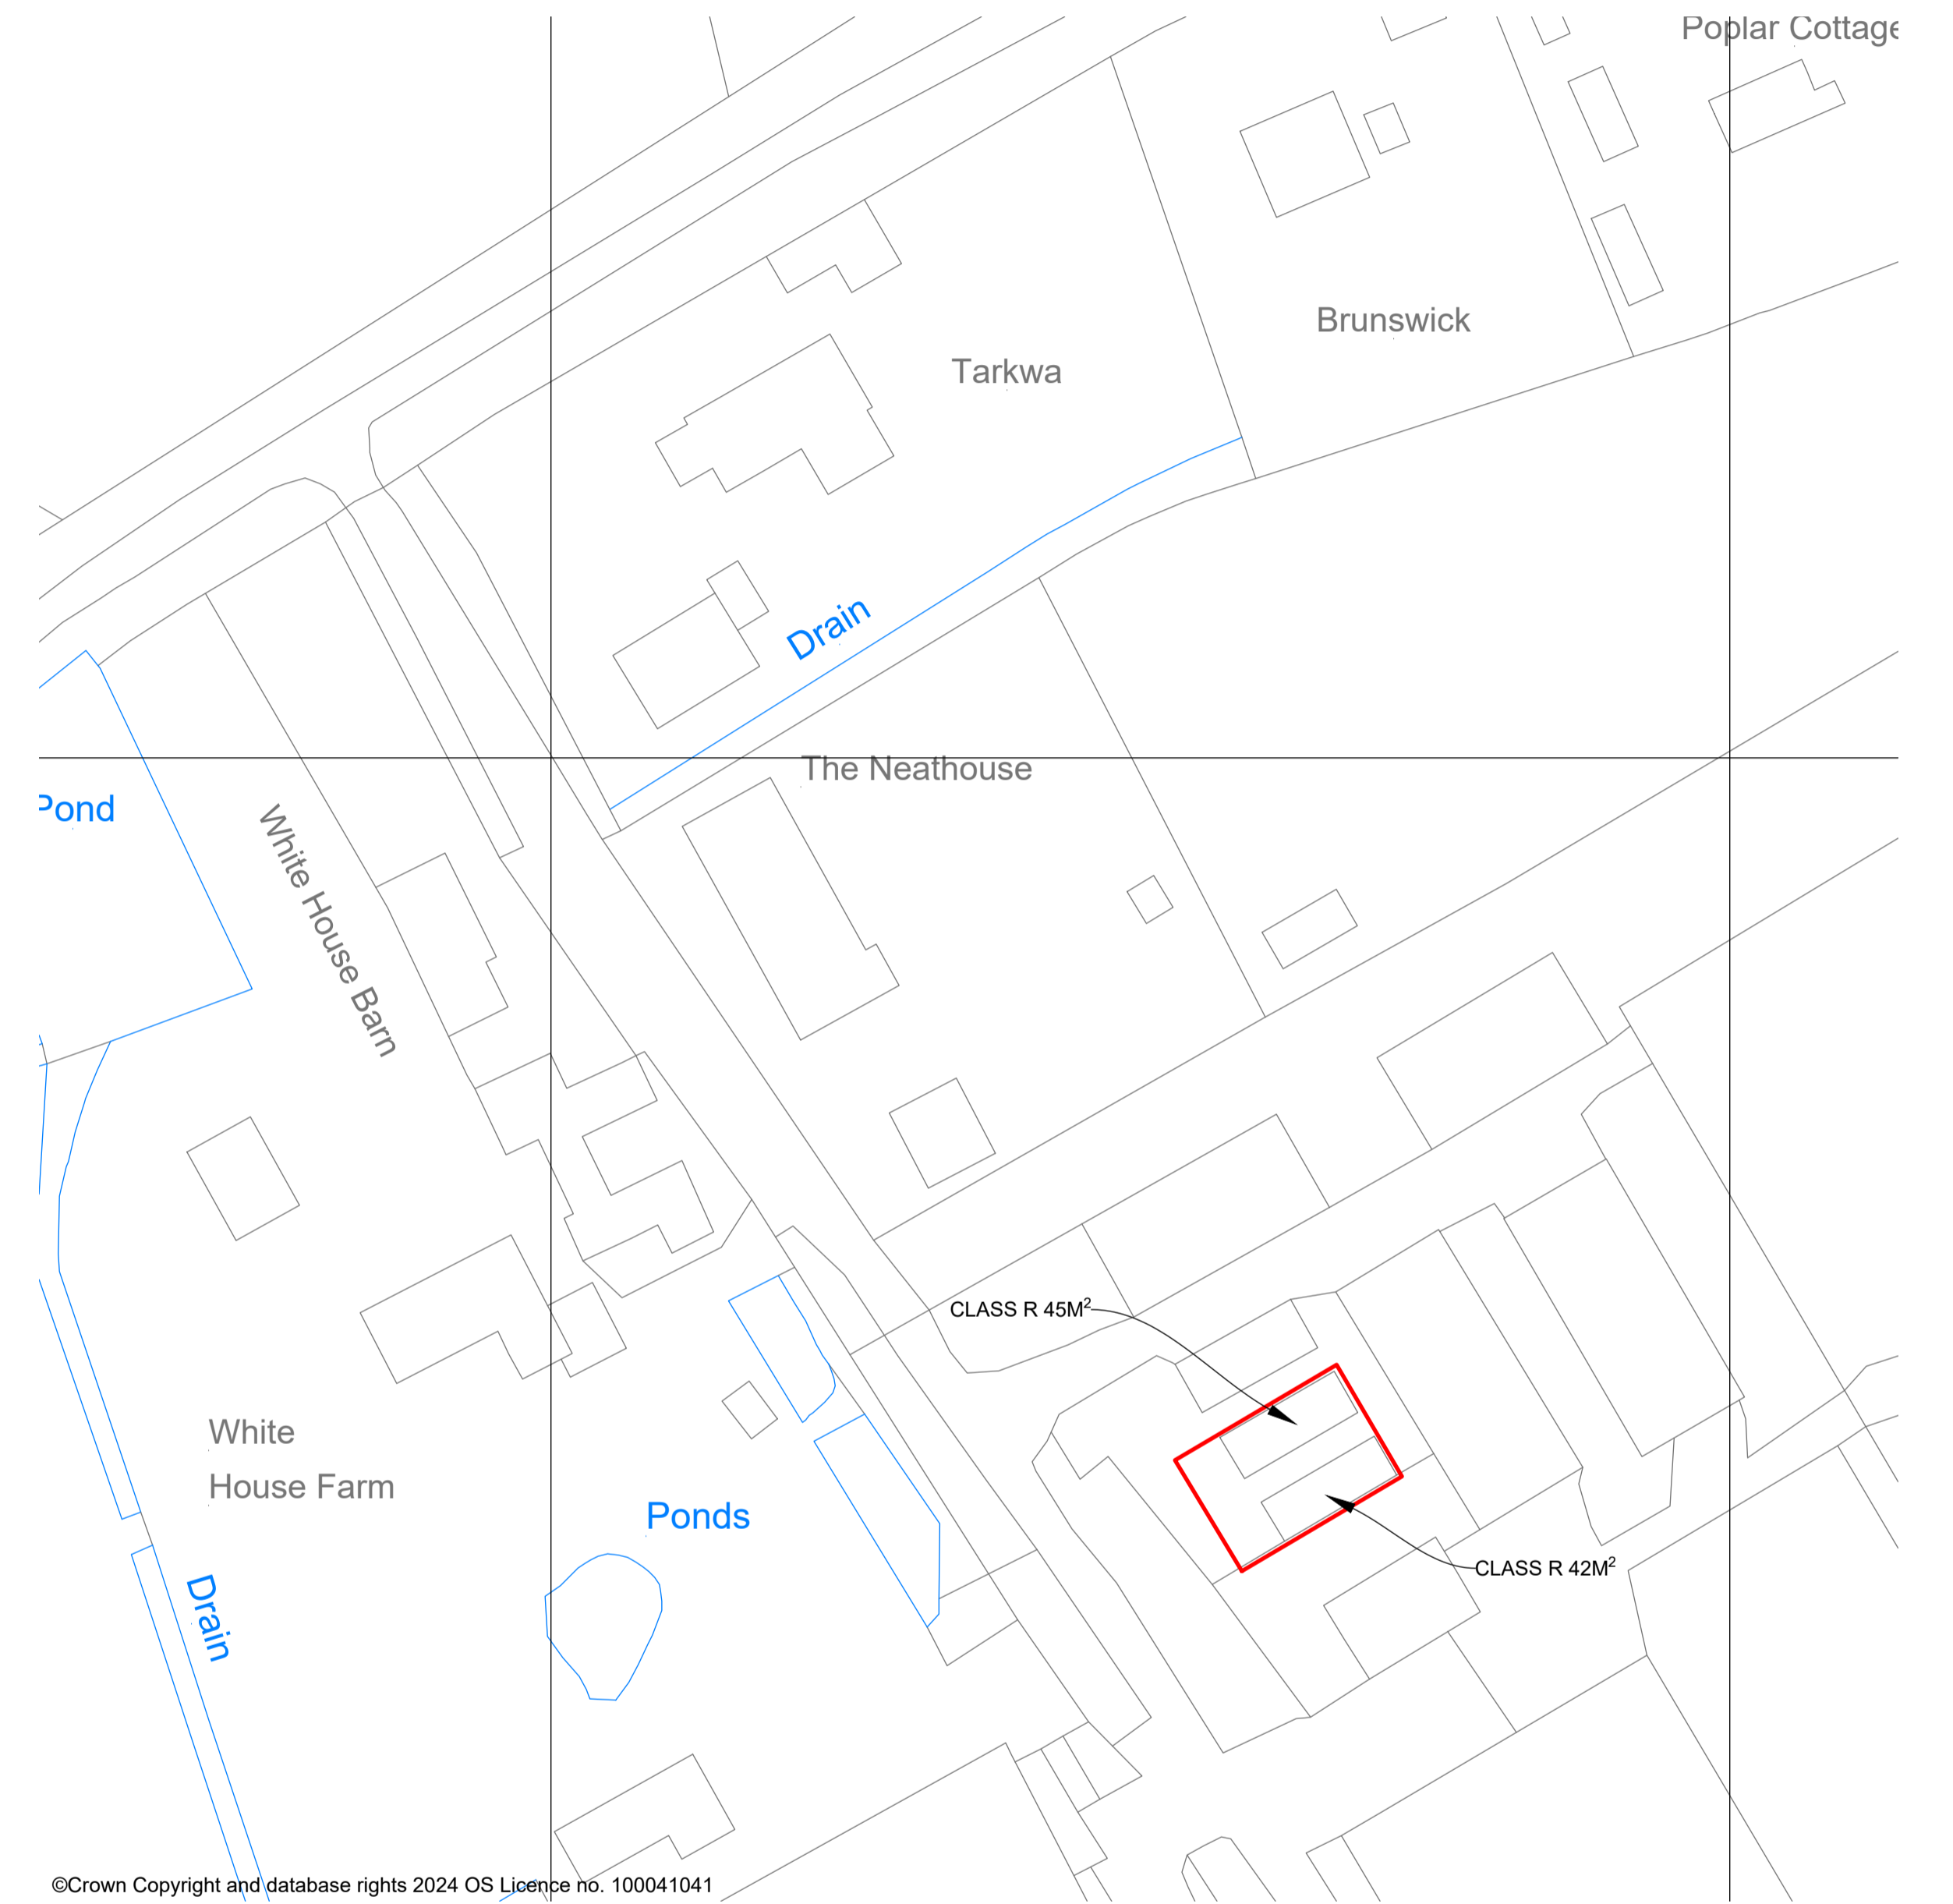 Poplar Cottage
Brunswick
Tarkwa
Drain
The Neathouse
Pond
White House Barn
CLASS R 45M²
White
House Farm
Ponds
CLASS R 42M²
Drain
©Crown Copyright and database rights 2024 OS Licence no. 100041041